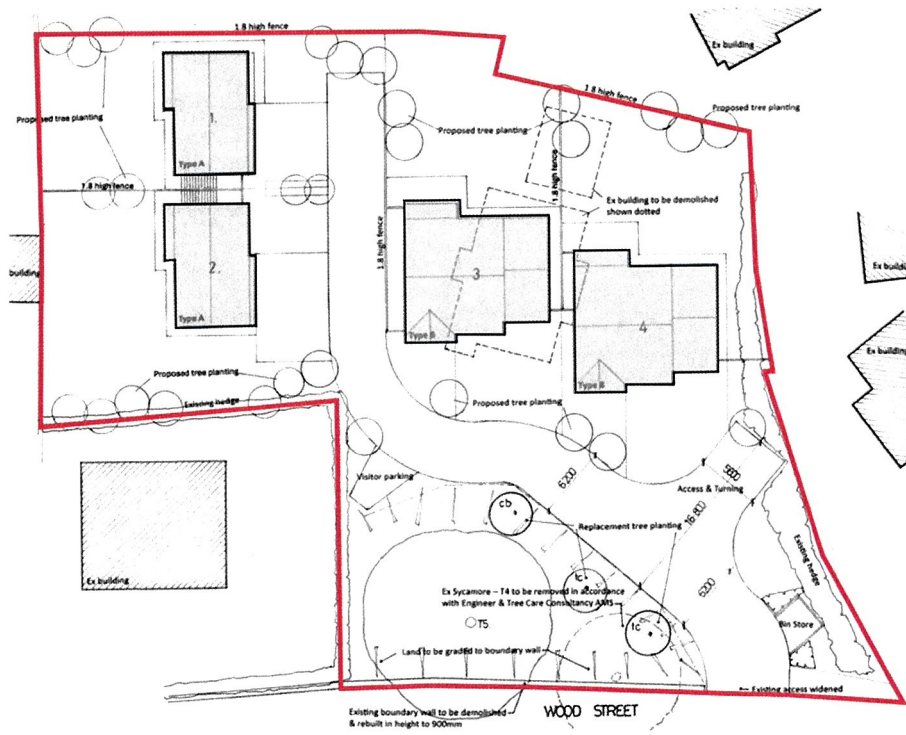 1.8 high fence
Ex building
1.8 high fence
Proposed tree planting
1.
Proposed tree planting
Proposed tree planting
Type A
1.8 high fence
1.8 high fence
Ex building to be demolished
shown dotted
1.8 high fence
2.
3
building
Ex building
4
Type A
Type B
Ex building
Proposed tree planting
Type B
Existing hedge
Proposed tree planting
Visitor parking
6200
5600
Access & Turning
cb
16 800
Replacement tree planting
Existing hedge
Ex building
tc
6200
Ex Sycamore – T4 to be removed in accordance
with Engineer & Tree Care Consultancy AMS
T5
tc
Bin Store
Land to be graded to boundary wall
Existing access widened
Existing boundary wall to be demolished
& rebuilt in height to 900mm
WOOD STREET